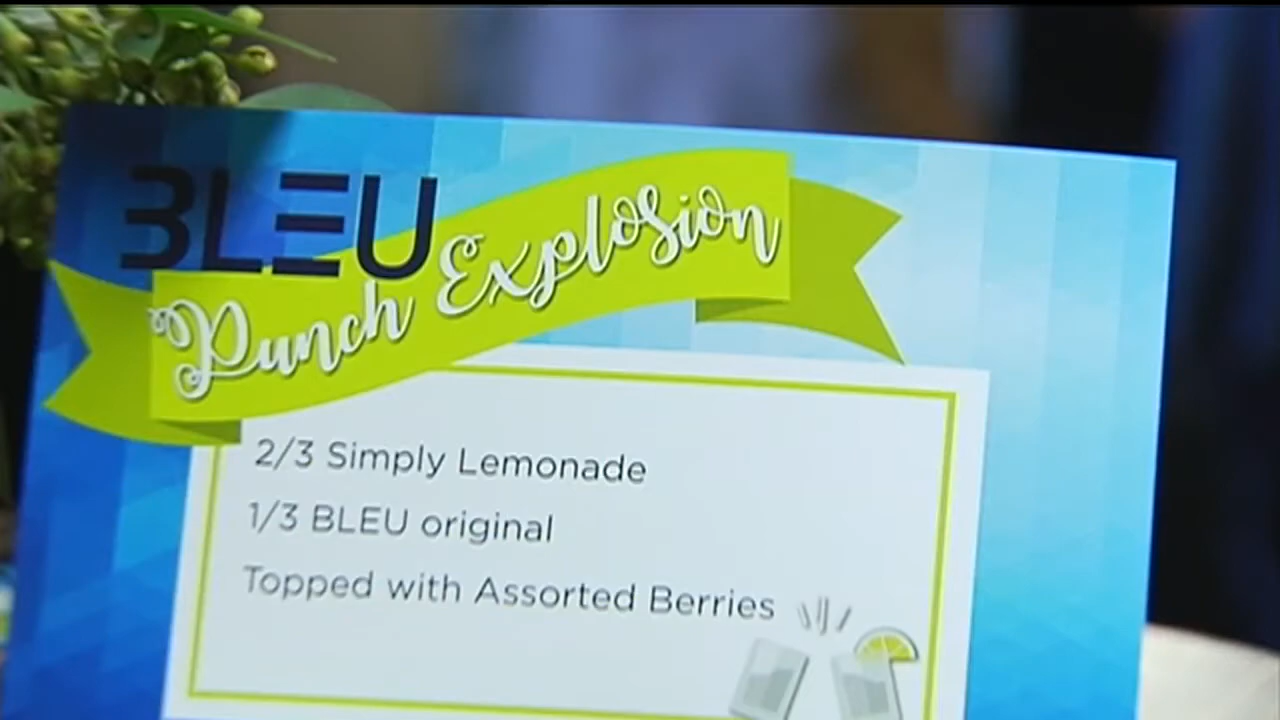 BLEU
Punch Explosion
2/3 Simply Lemonade
1/3 BLEU original
Topped with Assorted Berries